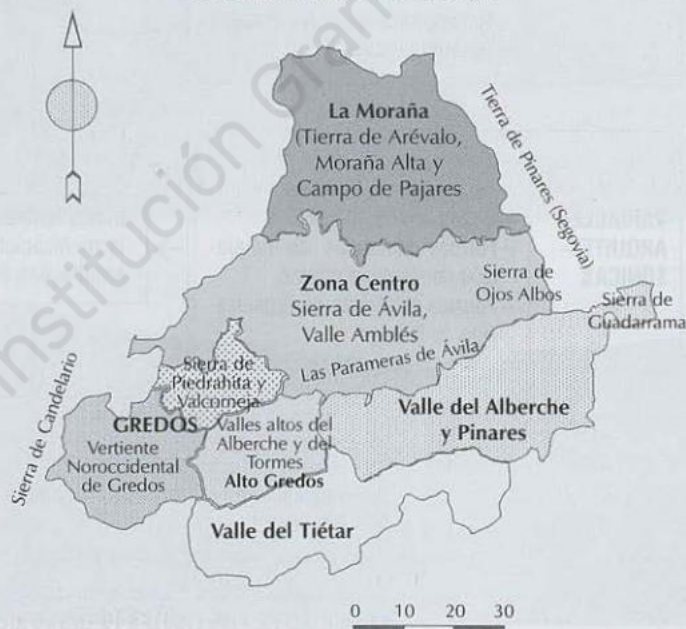 La Moraña
(Tierra de Arévalo,
Moraña Alta y
Campo de Pajares
Tierra de Pinares (Segovia)
Zona Centro
Sierra de Ávila,
Valle Amblés
Sierra de
Ojos Albos
Sierra de
Guadarrama
Las Parameras de Ávila
Sierra de
Piedrahita y
Valcorneja
Sierra de Candelario
GREDOS
Vertiente
Noroccidental
de Gredos
Valles altos del
Alberche y del
Tormes
Alto Gredos
Valle del Alberche
y Pinares
Valle del Tiétar
0 10 20 30
Institución Gran